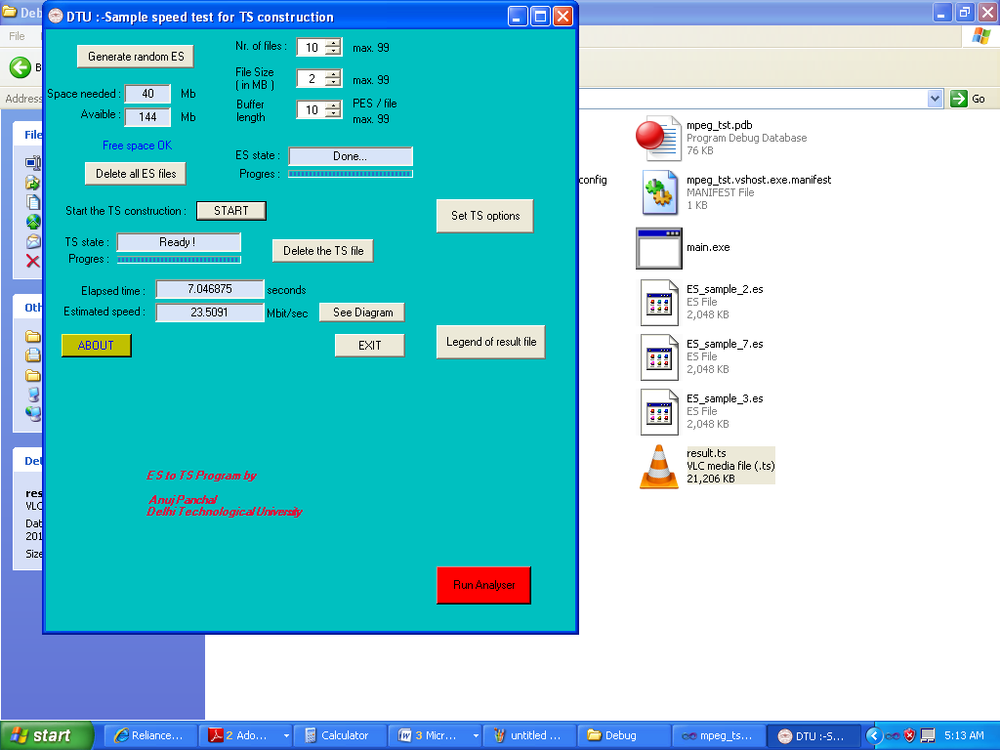 Deb
DTU :-Sample speed test for TS construction
File
Generate random ES
Nr. of files :
10
max. 99
File Size
( in MB )
2
max. 99
Buffer
length
10
PES / file
max. 99
Space needed :
40
Mb
Avaible :
144
Mb
Free space OK
ES state :
Done...
Progres :
Delete all ES files
Start the TS construction :
START
Set TS options
TS state :
Ready !
Progres :
Delete the TS file
Elapsed time :
7.046875
seconds
Estimated speed :
23.5091
Mbit/sec
See Diagram
ABOUT
EXIT
Legend of result file
ES to TS Program by
Anuj Panchal
Delhi Technological University
Run Analyser
B
Address
Go
File
Oth
Det
res
VLC
Dat
201
Size
config
mpeg_tst.pdb
Program Debug Database
76 KB
mpeg_tst.vshost.exe.manifest
MANIFEST File
1 KB
main.exe
ES_sample_2.es
ES File
2,048 KB
ES_sample_7.es
ES File
2,048 KB
ES_sample_3.es
ES File
2,048 KB
result.ts
VLC media file (.ts)
21,206 KB
start
Reliance...
2 Ado...
Calculator
3 Micr...
untitled ...
Debug
mpeg_ts...
DTU :-S...
5:13 AM